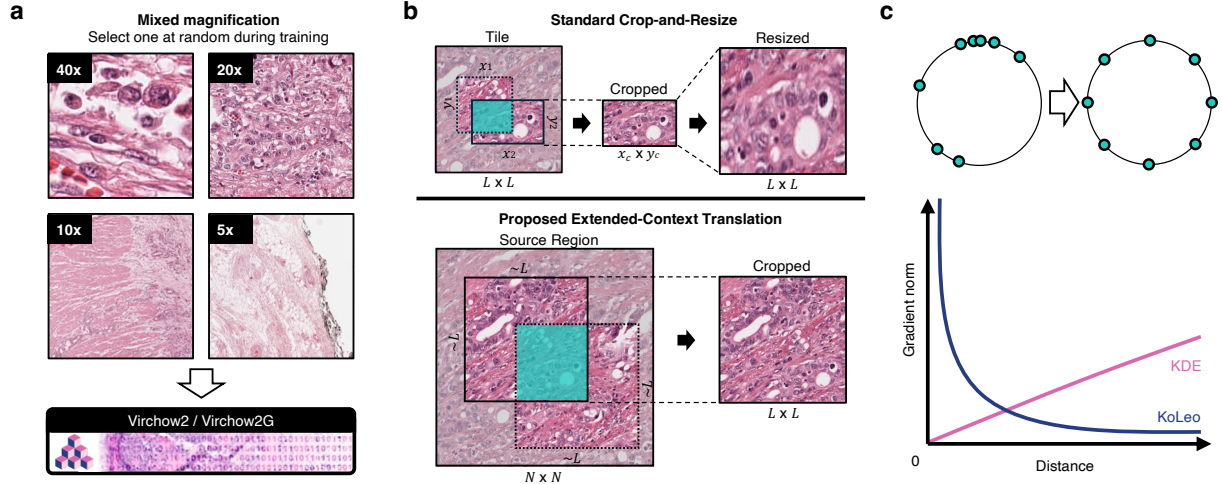 a
Mixed magnification
Select one at random during training
40x
20x
10x
5x
Virchow2 / Virchow2G
b
Standard Crop-and-Resize
Tile
x₁
y₁
y₂
x₂
L x L
Cropped
x_c x y_c
Resized
L x L
Proposed Extended-Context Translation
Source Region
~L
~L
~L
~L
N x N
Cropped
L x L
c
Gradient norm
KDE
KoLeo
0
Distance